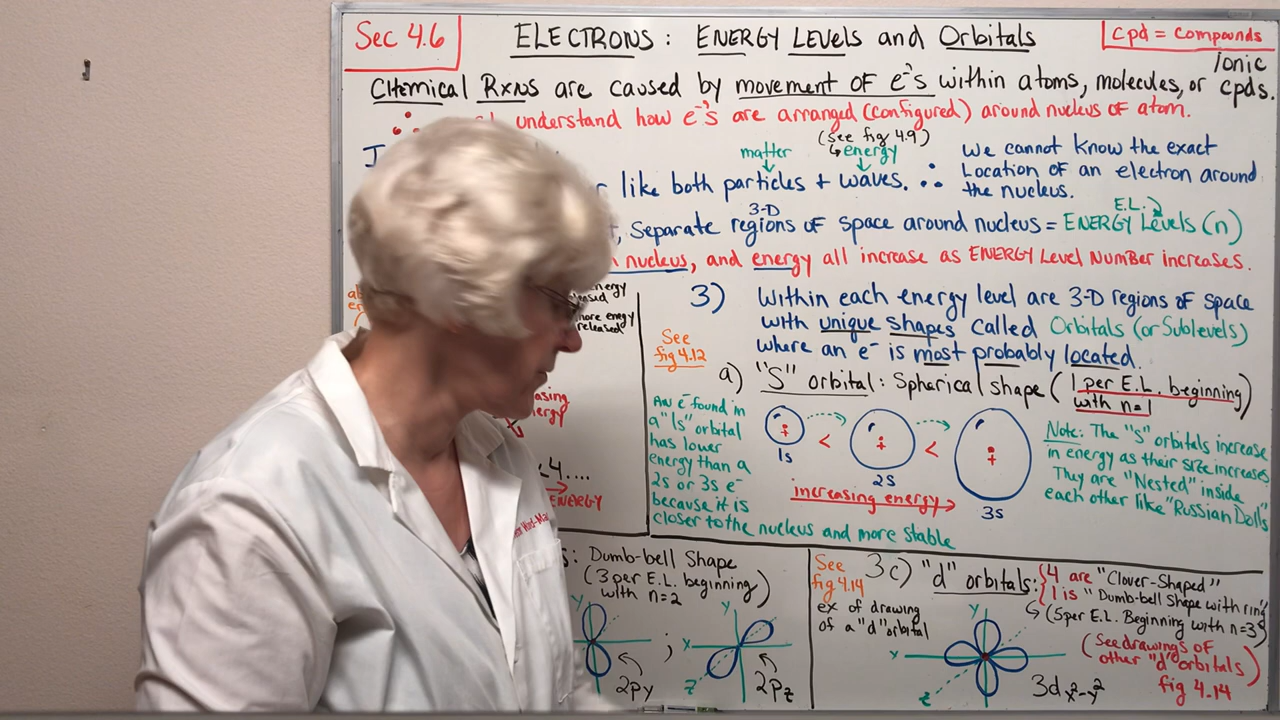 Sec 4.6
ELECTRONS: ENERGY LEVELS and Orbitals
Cpd = Compounds
ionic
CHemical RXNS are caused by movement of e⁻'s within atoms, molecules, or cpds.
understand how e⁻'s are arranged (configured) around nucleus of atom.
(see fig 4.9)
matter
↳energy
like both particles + waves. ∴
We cannot know the exact
Location of an electron around
the nucleus.
3-D
E.L.
, Separate regions of space around nucleus = ENERGY Levels (n)
nucleus, and energy all increase as ENERGY Level NumBer increases.
energy
more enegy
released
<4....
ENERGY
3) Within each energy level are 3-D regions of space
with unique shapes called Orbitals (or Sublevels)
where an e⁻ is most probably located.
See
fig 4.12
a) "S" orbital: Spherical shape (1 per E.L. beginning
with n=1)
An e⁻ found in
a "1s" orbital
has lower
energy than a
2s or 3s e⁻
because it is
closer to the nucleus and more stable
+ < + < +
1s
2s
3s
increasing energy→
Note: The "S" orbitals increase
in energy as their size increases
They are "Nested" inside
each other like "Russian Dolls"
: Dumb-bell Shape
(3 per E.L. beginning
with n=2)
Y
2py
;
Y
X
Z
2pz
See
fig 4.14
3c) "d" orbitals: {4 are "Clover-Shaped"
1 is "Dumb-bell Shape with ring"
(5 per E.L. Beginning with n=3)
ex of drawing
of a "d" orbital
Y
X
Z
3d x²-y²
(See drawings of
other "d" orbitals)
fig 4.14